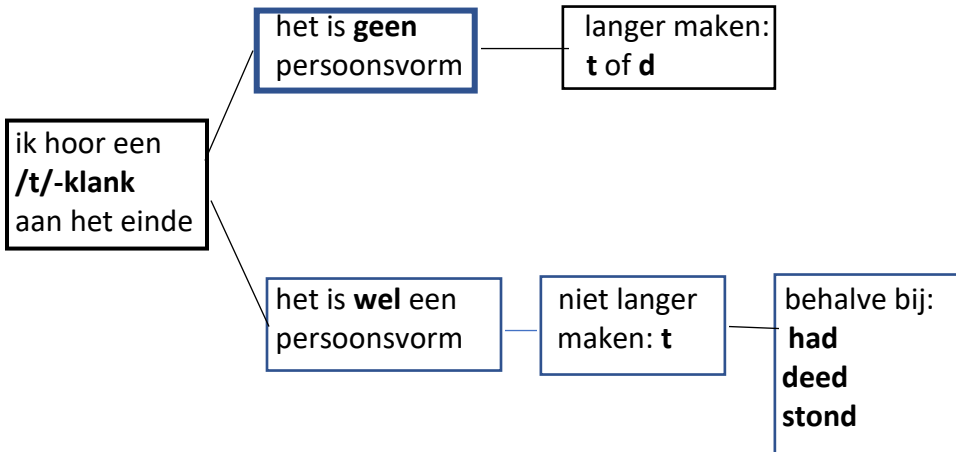 het is geen
persoonsvorm
langer maken:
t of d
ik hoor een
/t/-klank
aan het einde
het is wel een
persoonsvorm
niet langer
maken: t
behalve bij:
had
deed
stond